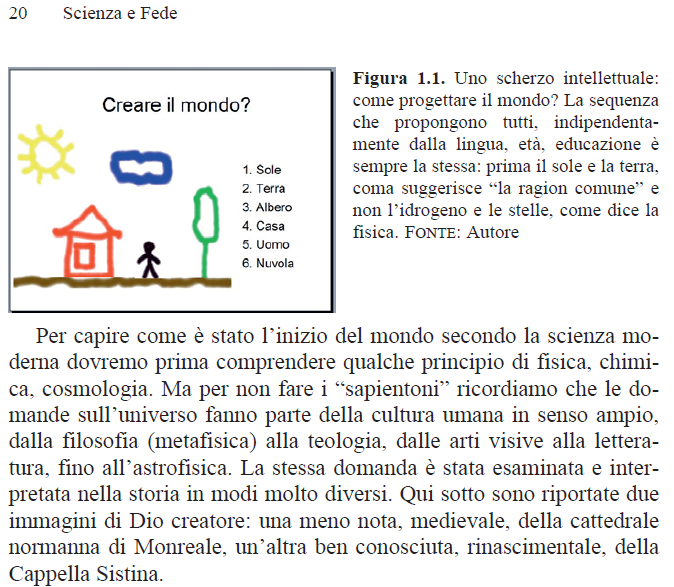 20 Scienza e Fede
Creare il mondo?
1. Sole
2. Terra
3. Albero
4. Casa
5. Uomo
6. Nuvola
Figura 1.1. Uno scherzo intellettuale:
come progettare il mondo? La sequenza
che propongono tutti, indipendenta-
mente dalla lingua, età, educazione è
sempre la stessa: prima il sole e la terra,
coma suggerisce “la ragion comune” e
non l’idrogeno e le stelle, come dice la
fisica. FONTE: Autore
Per capire come è stato l’inizio del mondo secondo la scienza mo-
derna dovremo prima comprendere qualche principio di fisica, chimi-
ca, cosmologia. Ma per non fare i “sapientoni” ricordiamo che le do-
mande sull’universo fanno parte della cultura umana in senso ampio,
dalla filosofia (metafisica) alla teologia, dalle arti visive alla lettera-
tura, fino all’astrofisica. La stessa domanda è stata esaminata e inter-
pretata nella storia in modi molto diversi. Qui sotto sono riportate due
immagini di Dio creatore: una meno nota, medievale, della cattedrale
normanna di Monreale, un’altra ben conosciuta, rinascimentale, della
Cappella Sistina.